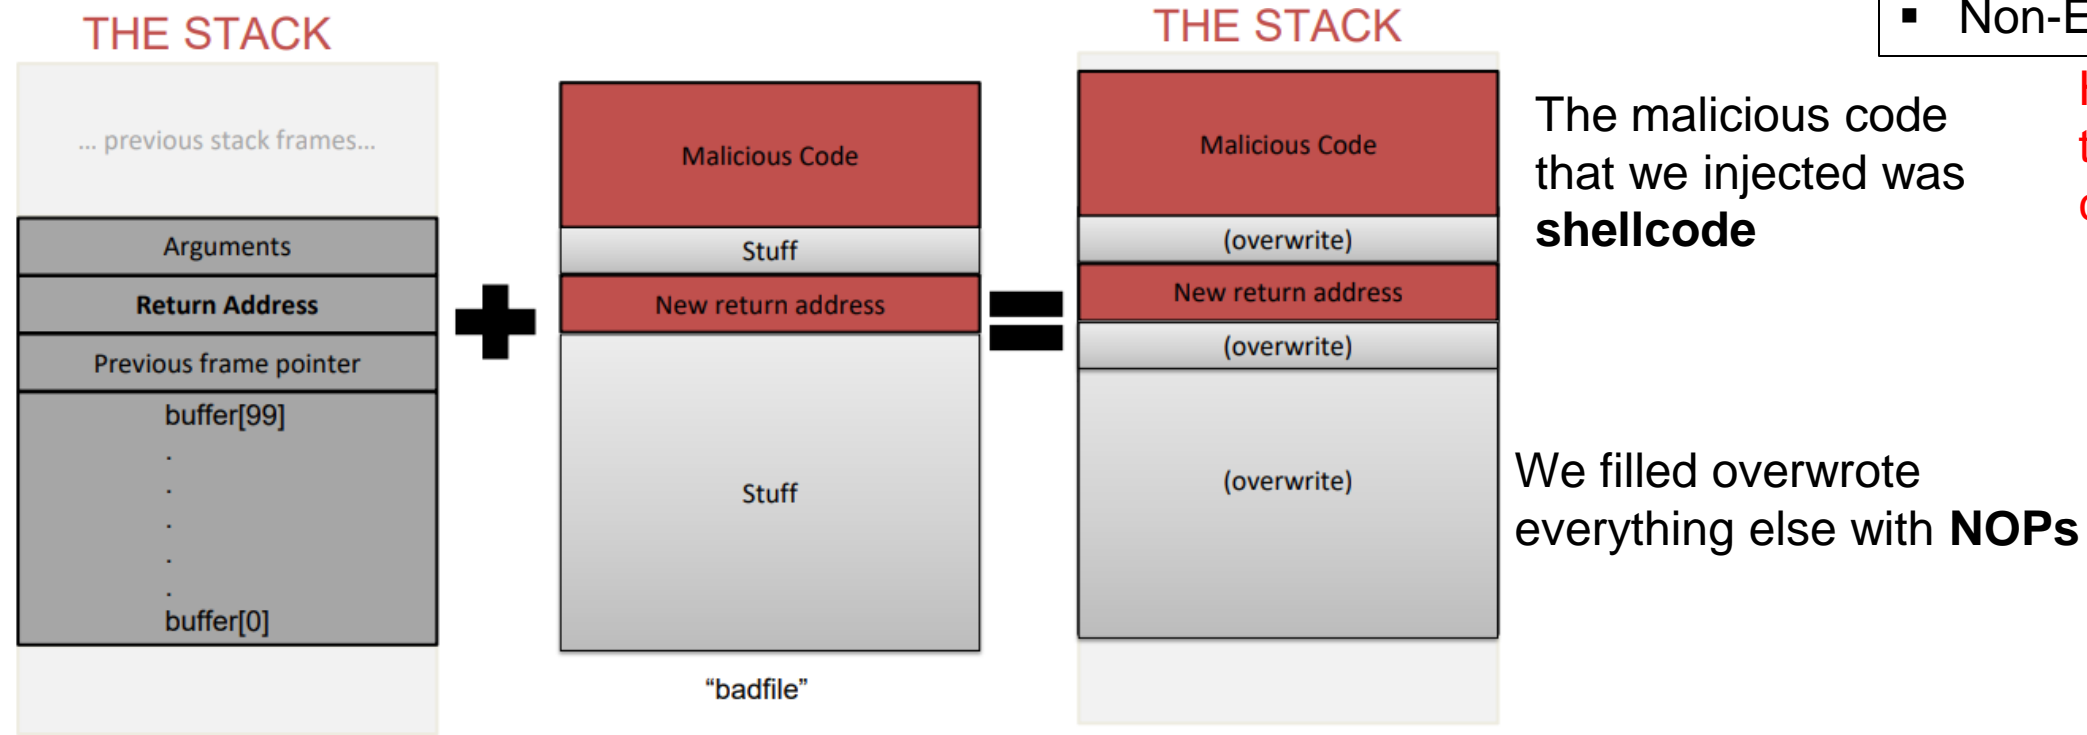 THE STACK
... previous stack frames...
Arguments
Return Address
Previous frame pointer
buffer[99]
.
.
.
.
.
buffer[0]
Malicious Code
Stuff
New return address
Stuff
“badfile”
THE STACK
Malicious Code
(overwrite)
New return address
(overwrite)
(overwrite)
The malicious code
that we injected was
shellcode
We filled overwrote
everything else with NOPs
▪ Non-E